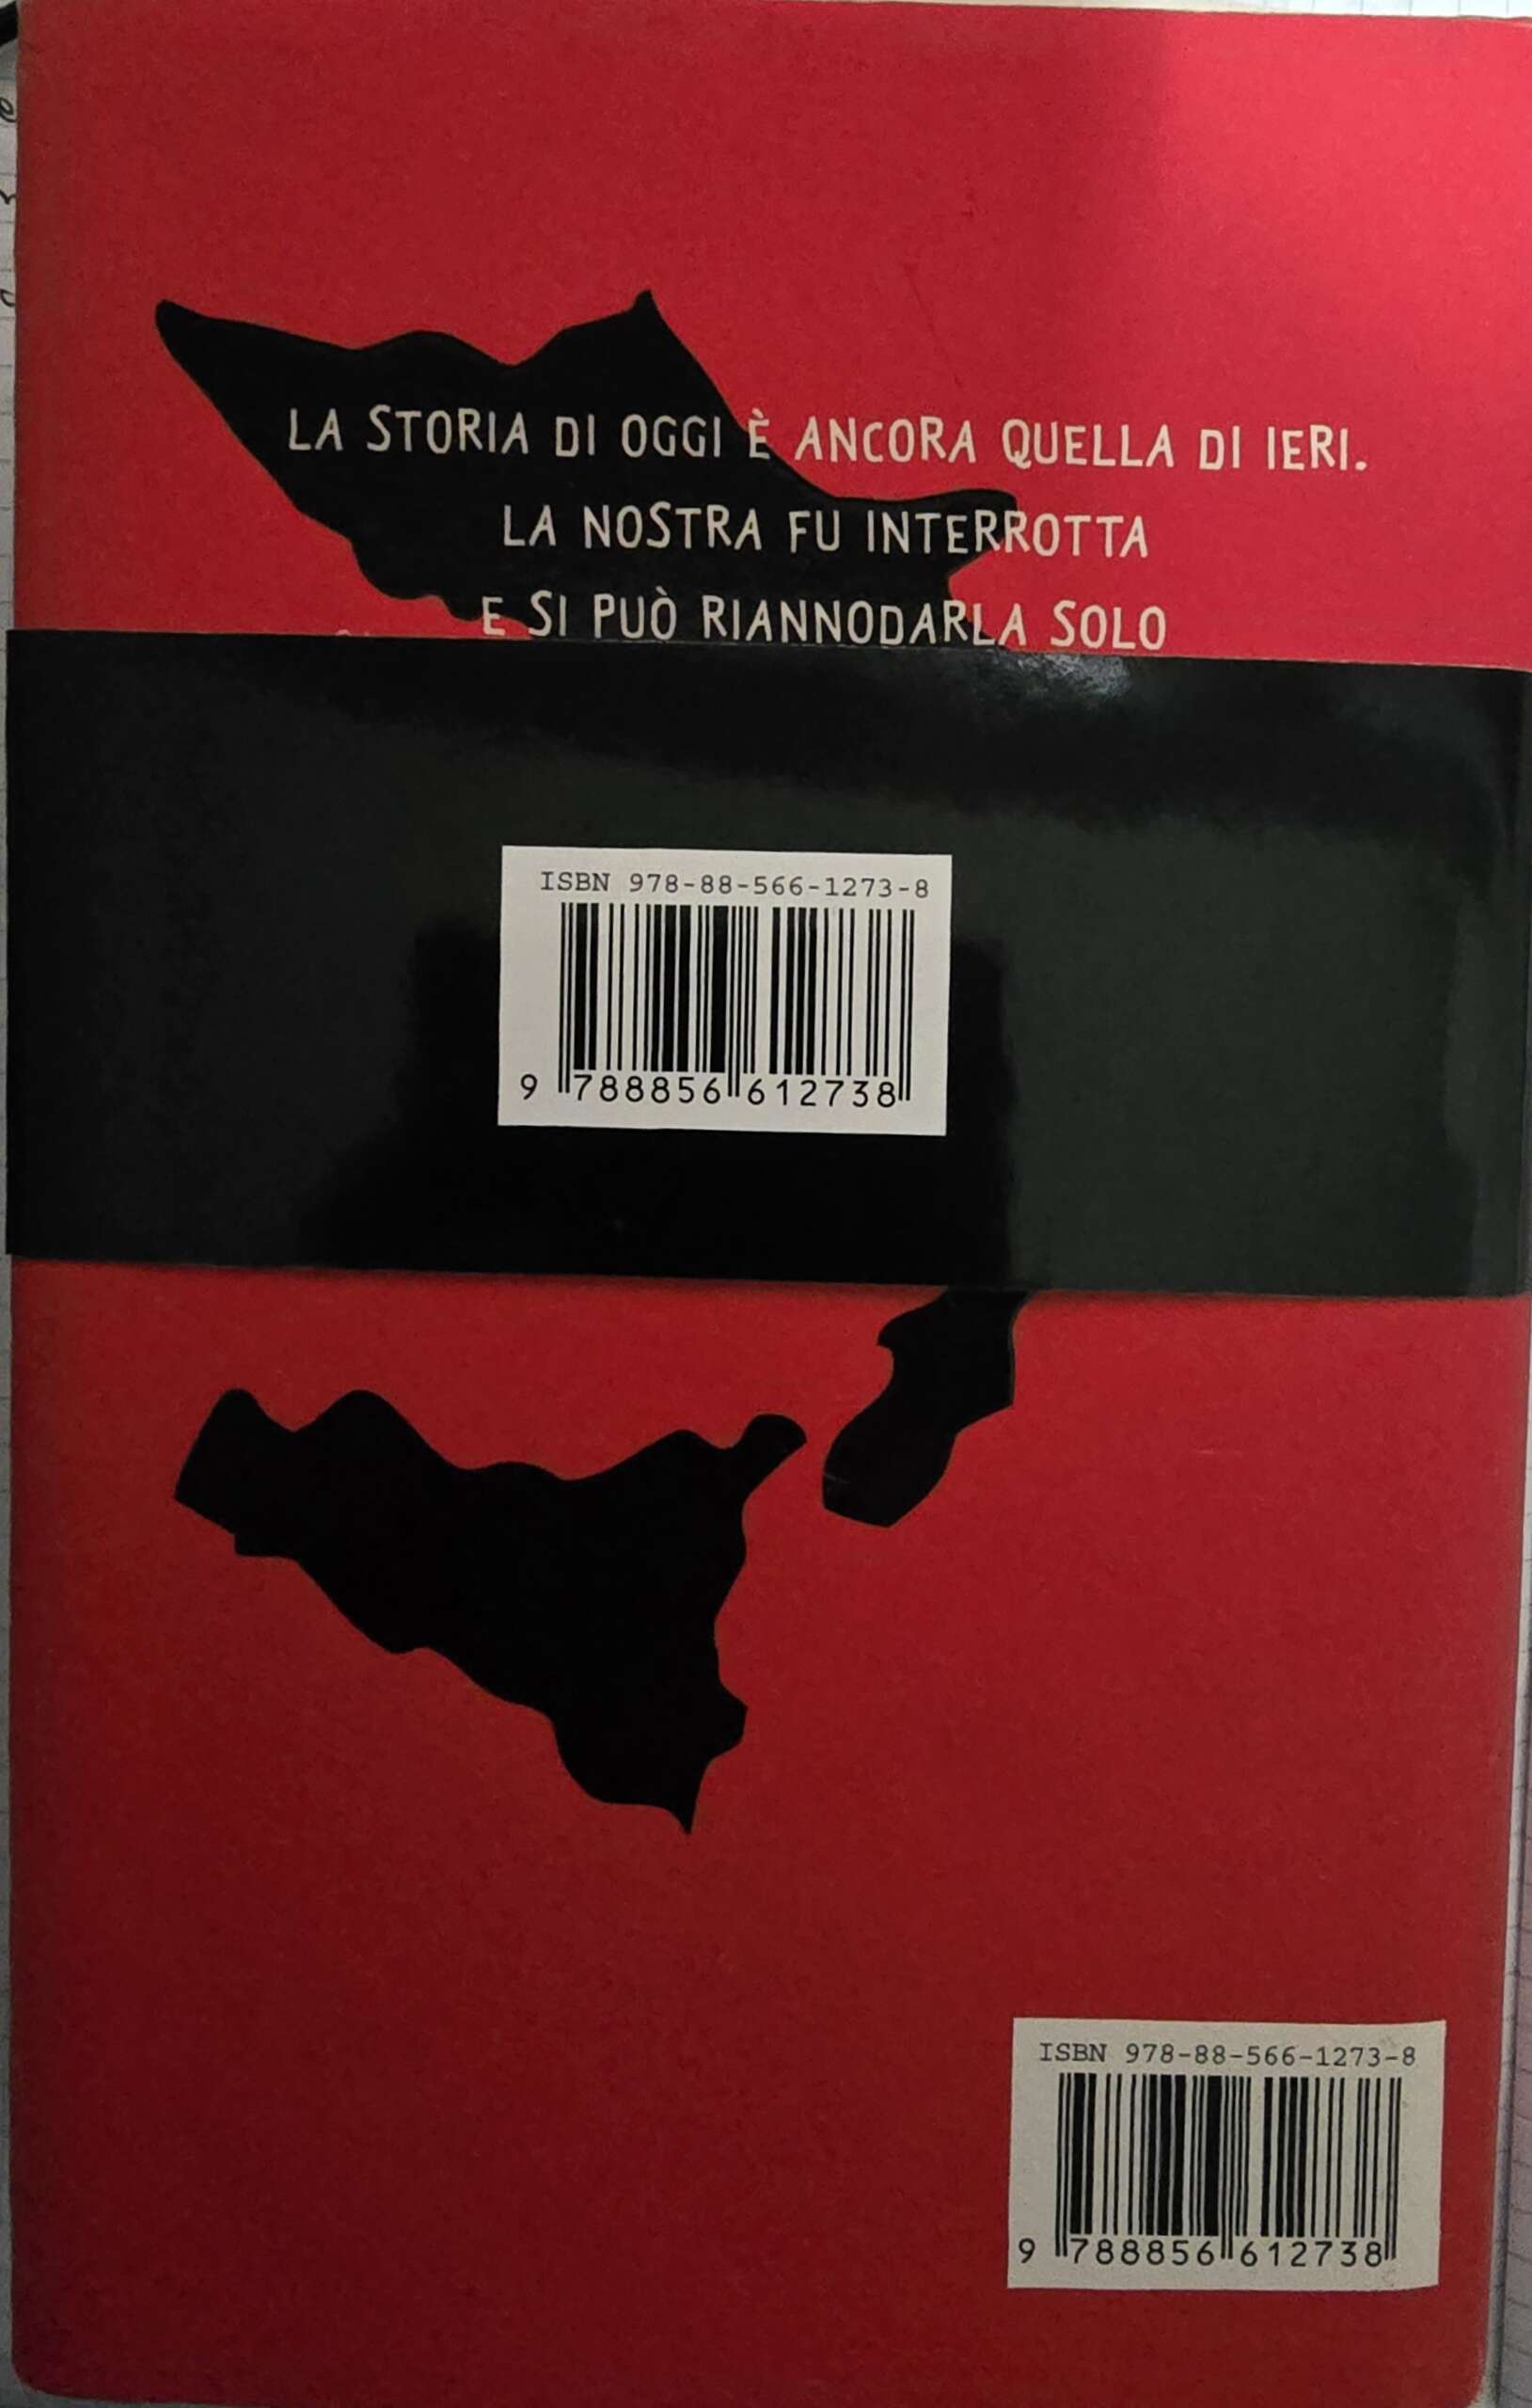 LA STORIA DI OGGI È ANCORA QUELLA DI IERI.
LA NOSTRA FU INTERROTTA
E SI PUÒ RIANNODARLA SOLO
ISBN 978-88-566-1273-8
9 788856 612738
ISBN 978-88-566-1273-8
9 788856 612738